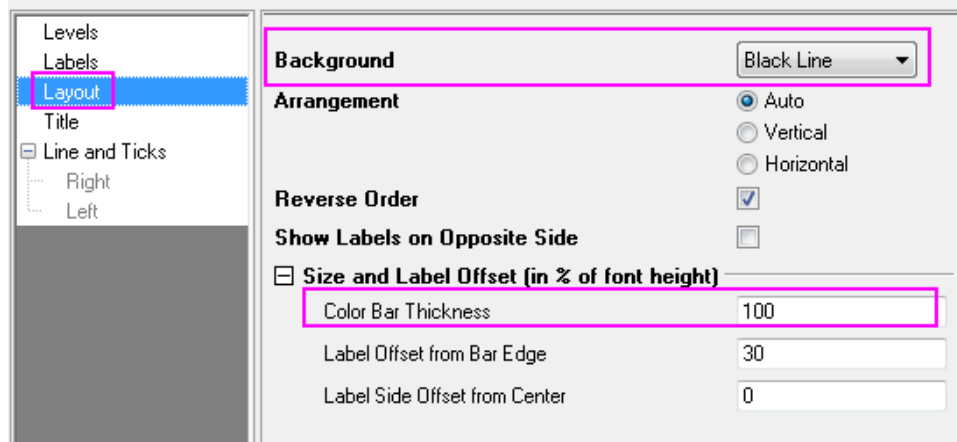 Levels
Labels
Layout
Title
Line and Ticks
Right
Left
Background Black Line
Arrangement Auto
Vertical
Horizontal
Reverse Order
Show Labels on Opposite Side
Size and Label Offset (in % of font height)
Color Bar Thickness 100
Label Offset from Bar Edge 30
Label Side Offset from Center 0